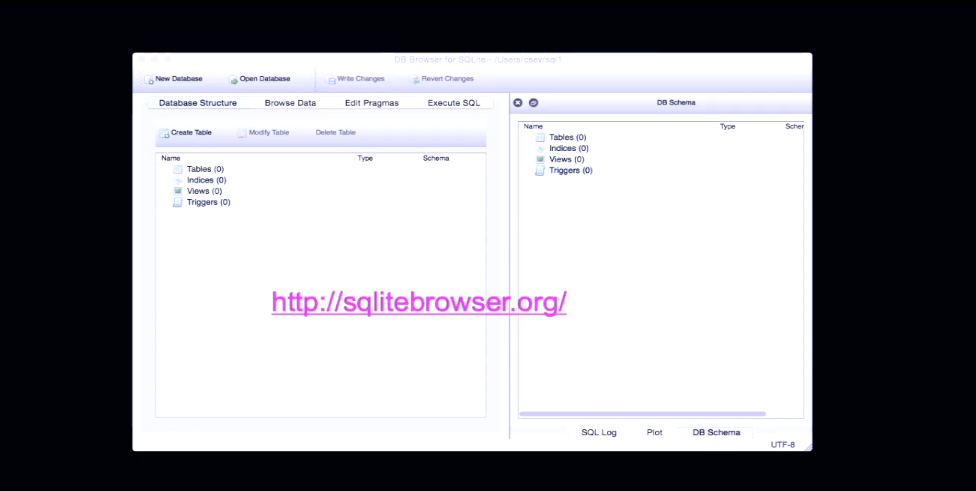 DB Browser for SQLite - /Users/csev/sql1
New Database Open Database Write Changes Revert Changes
Database Structure Browse Data Edit Pragmas Execute SQL
Create Table Modify Table Delete Table
Name Type Schema
Tables (0)
Indices (0)
Views (0)
Triggers (0)
DB Schema
Name Type Scher
Tables (0)
Indices (0)
Views (0)
Triggers (0)
http://sqlitebrowser.org/
SQL Log Plot DB Schema
UTF-8